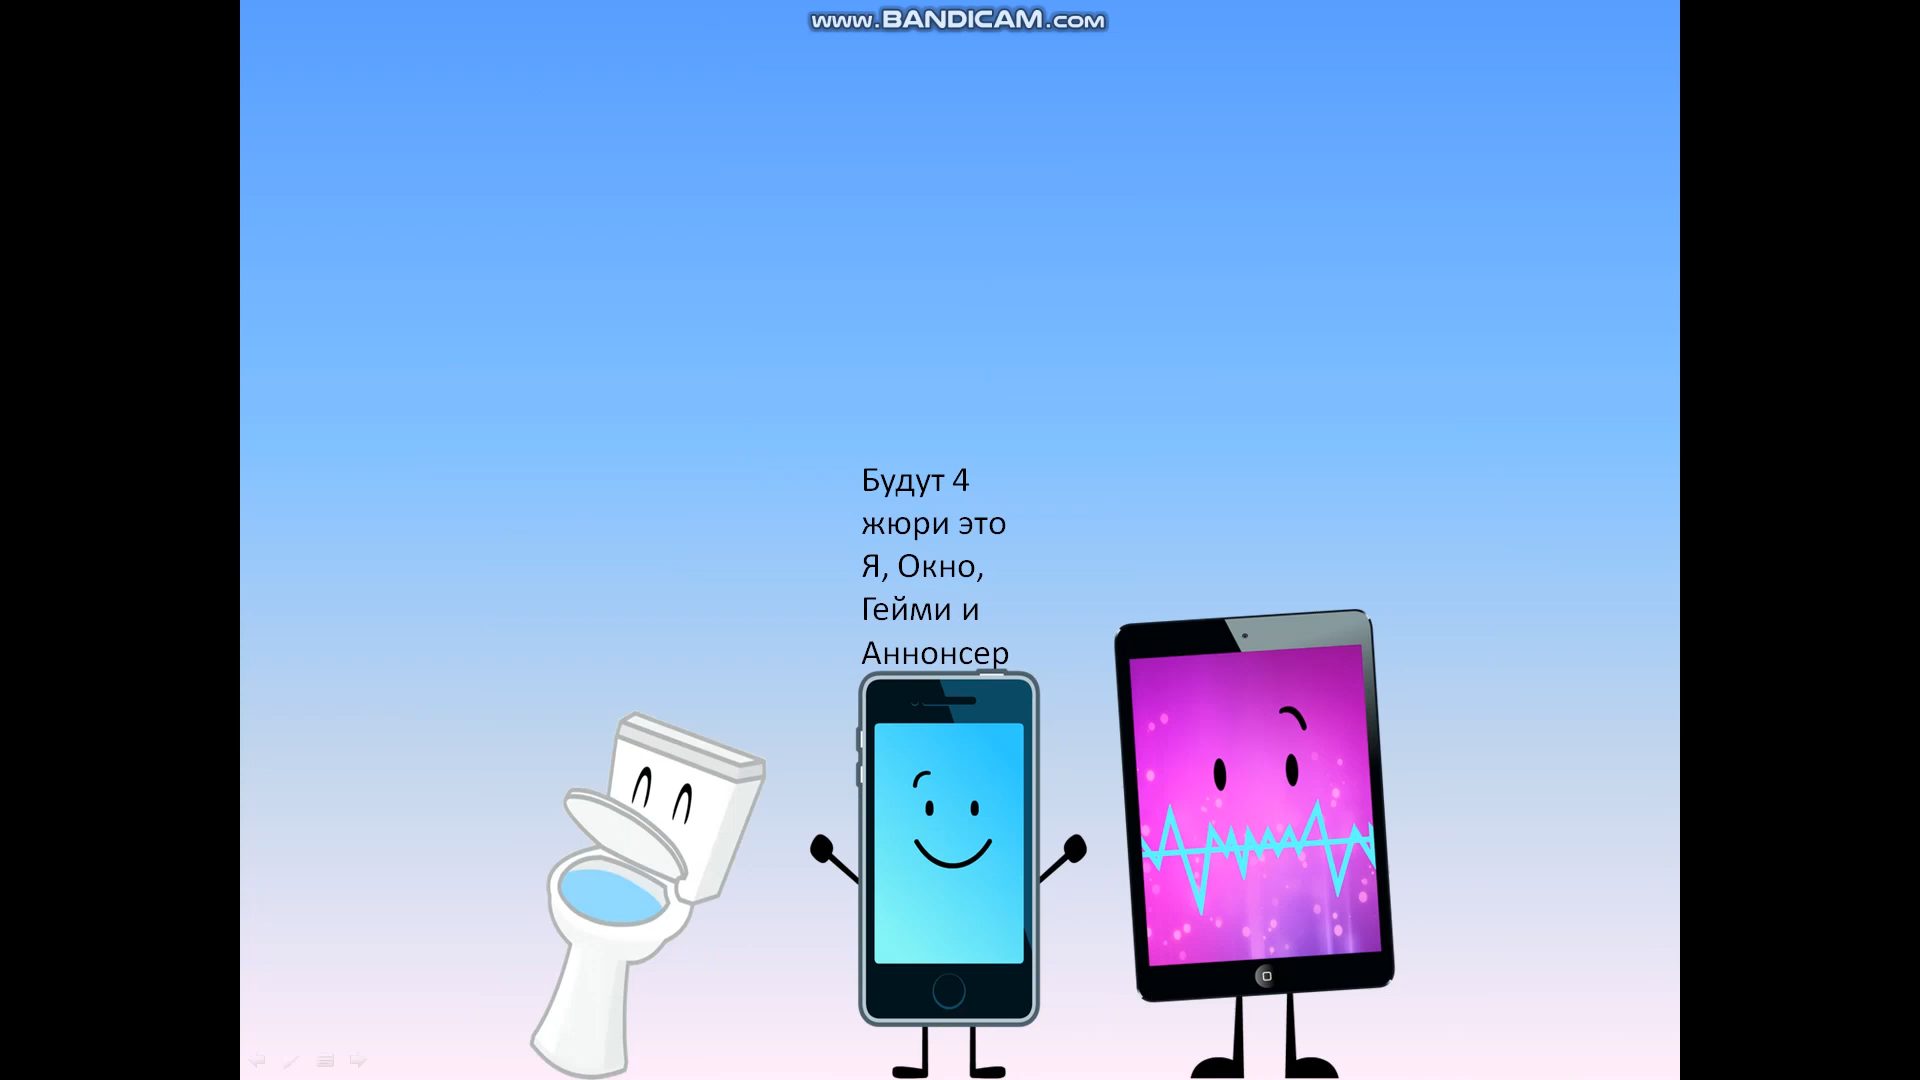 www.BANDICAM.com
Будут 4
жюри это
Я, Окно,
Гейми и
Аннонсер